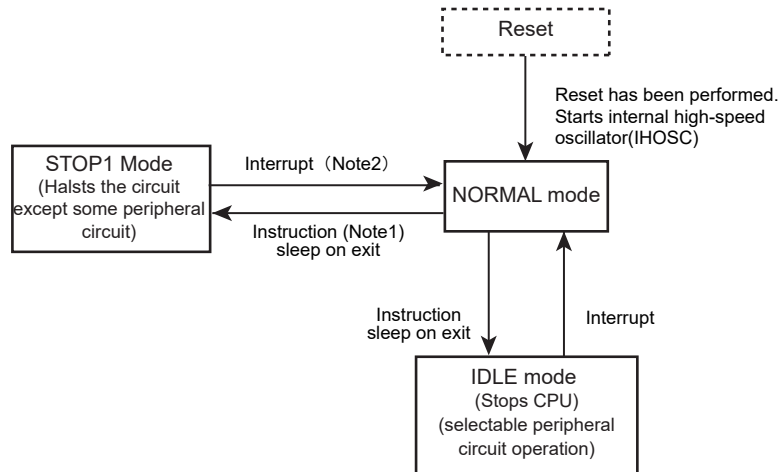 Reset
Reset has been performed.
Starts internal high-speed
oscillator(IHOSC)
STOP1 Mode
(Halsts the circuit
except some peripheral
circuit)
Interrupt（Note2）
NORMAL mode
Instruction (Note1)
sleep on exit
Instruction
sleep on exit
Interrupt
IDLE mode
(Stops CPU)
(selectable peripheral
circuit operation)